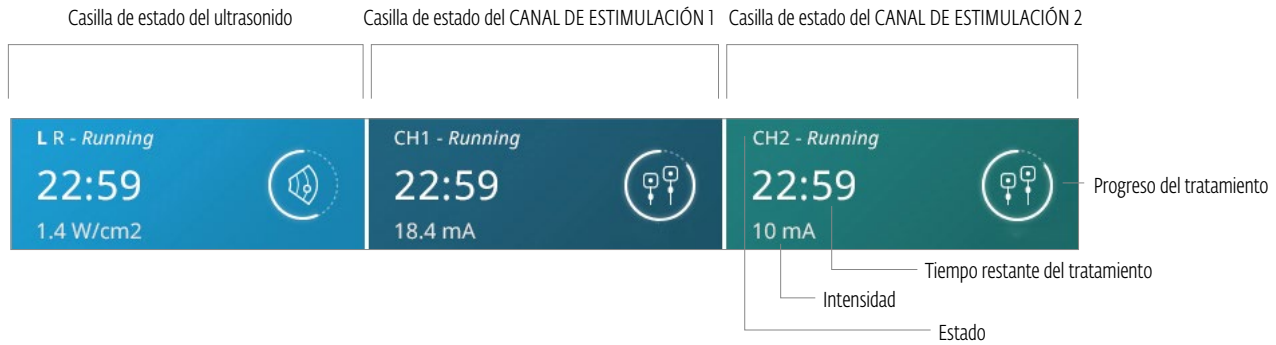 Casilla de estado del ultrasonido
Casilla de estado del CANAL DE ESTIMULACIÓN 1
Casilla de estado del CANAL DE ESTIMULACIÓN 2
L R - Running
22:59
1.4 W/cm2
CH1 - Running
22:59
18.4 mA
CH2 - Running
22:59
10 mA
Progreso del tratamiento
Tiempo restante del tratamiento
Intensidad
Estado